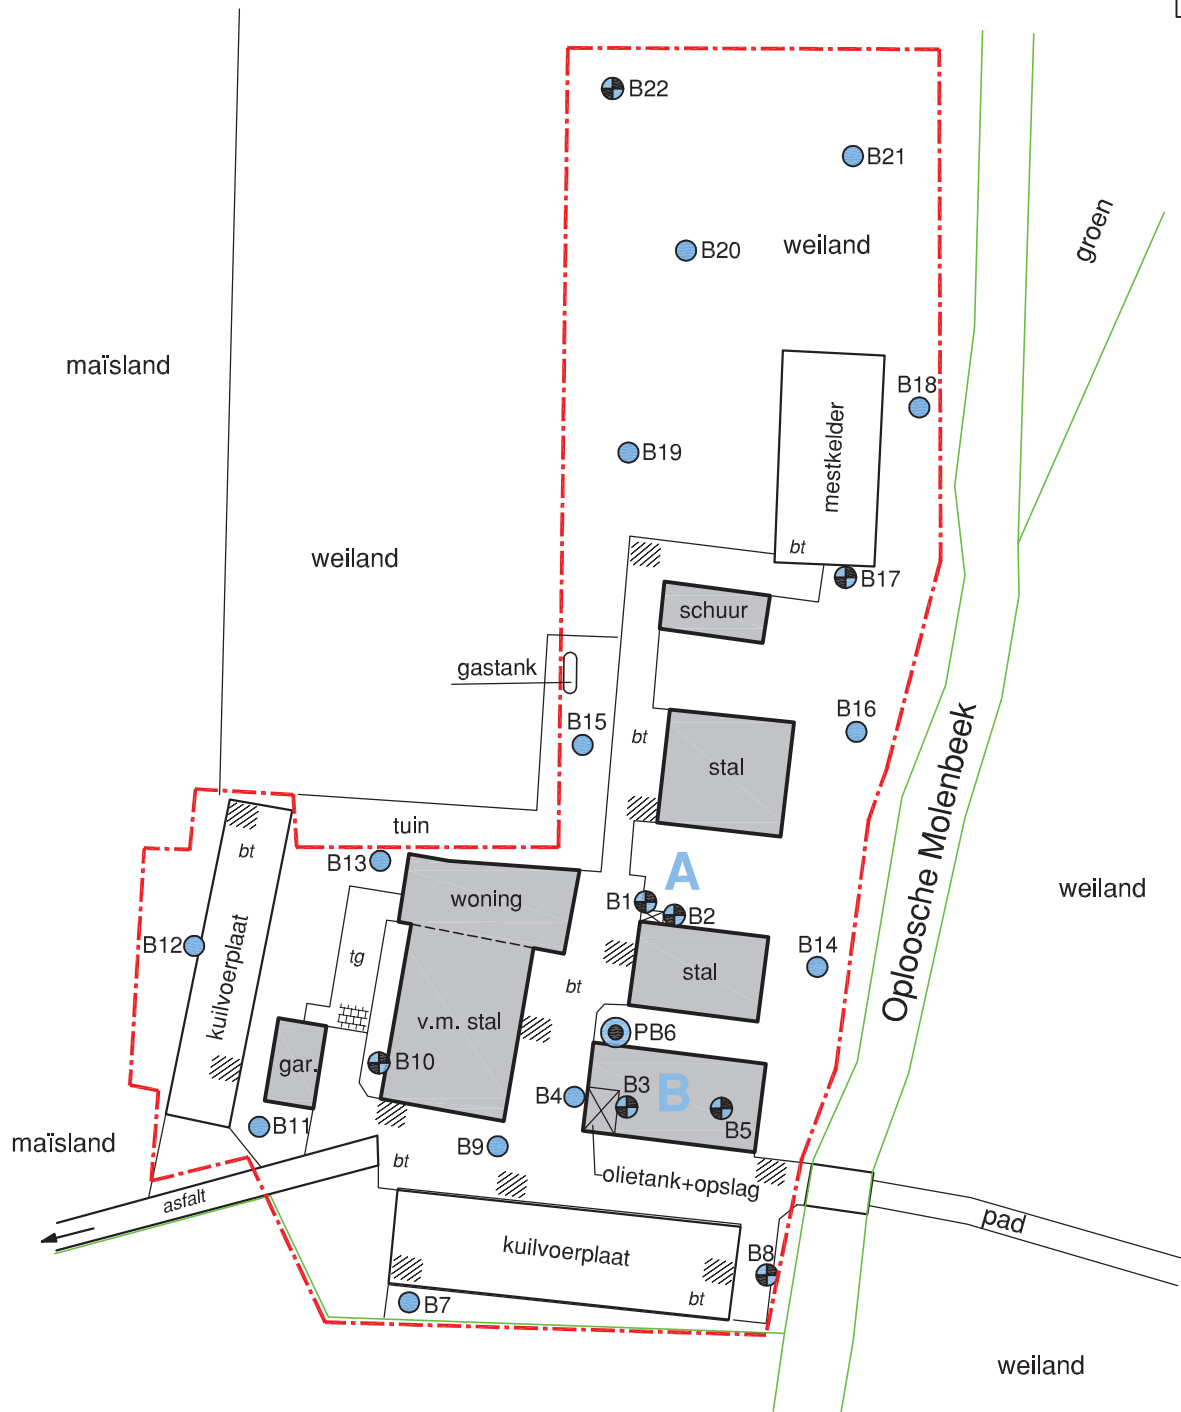 B22
B21
groen
weiland
B20
maïsland
B18
mestkelder
B19
bt
weiland
B17
schuur
gastank
B15
B16
bt
stal
Oploosche Molenbeek
tuin
bt
B13
A
woning
weiland
B1
B2
B12
kuilvoerplaat
tg
B14
stal
bt
v.m. stal
PB6
gar.
B10
B4
B3
B
B5
B11
maïsland
B9
bt
olietank+opslag
asfalt
pad
kuilvoerplaat
B8
bt
B7
weiland